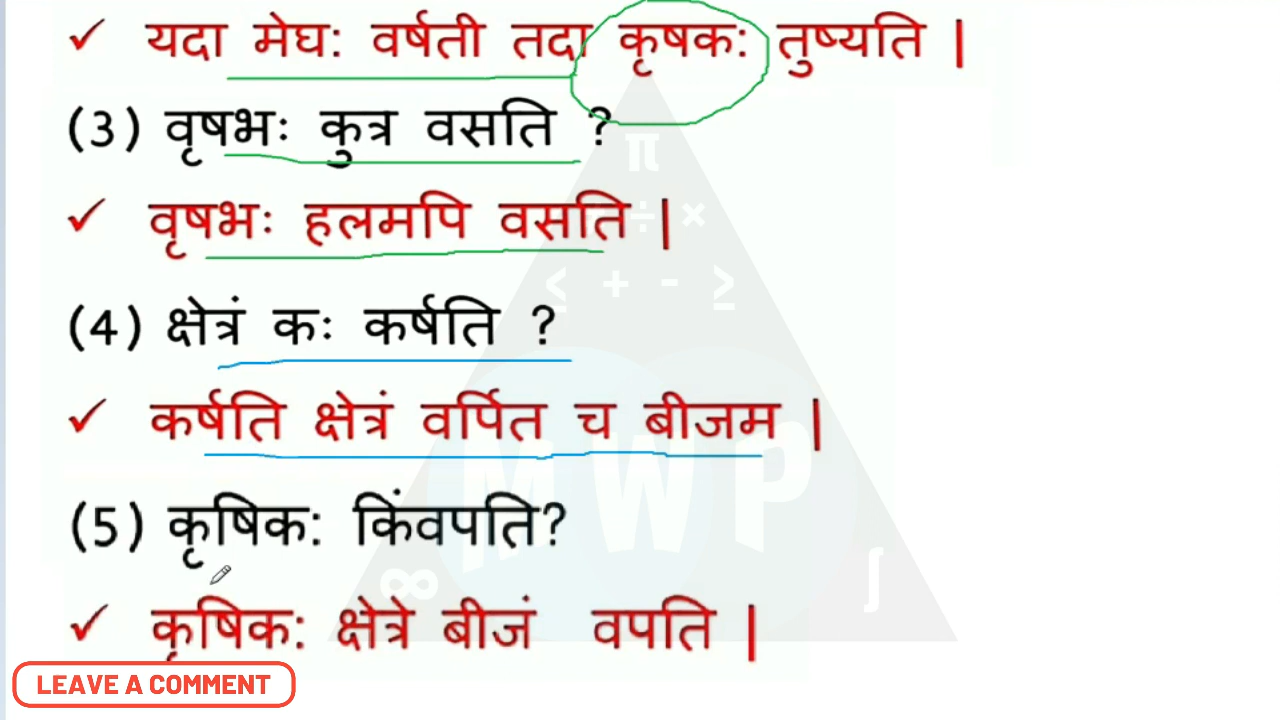 ✓ यदा मेघ: वर्षती तदा कृषक: तुष्यति |
(3) वृषभः कुत्र वसति ?
✓ वृषभः हलमपि वसति |
(4) क्षेत्रं कः कर्षति ?
✓ कर्षति क्षेत्रं वर्पित च बीजम |
(5) कृषिक: किंवपति?
✓ कृषिक: क्षेत्रे बीजं वपति |
π
÷ ×
< + - ≥
MWP
∞ ∫
LEAVE A COMMENT